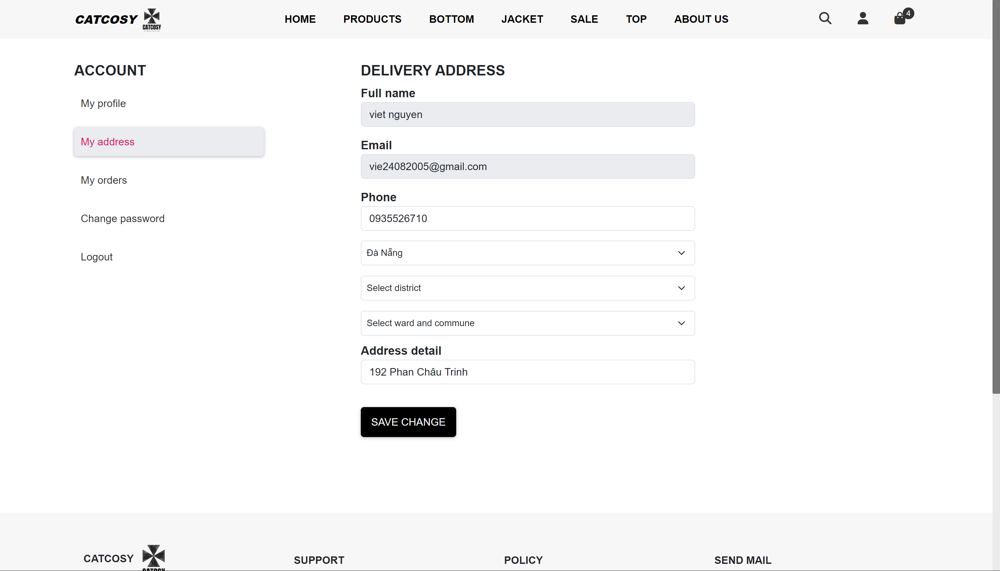 CATCOSY
CATCOSY
HOME
PRODUCTS
BOTTOM
JACKET
SALE
TOP
ABOUT US
4
ACCOUNT
My profile
My address
My orders
Change password
Logout
DELIVERY ADDRESS
Full name
viet nguyen
Email
vie24082005@gmail.com
Phone
0935526710
Đà Nẵng
Select district
Select ward and commune
Address detail
192 Phan Châu Trinh
SAVE CHANGE
CATCOSY
CATCOSY
SUPPORT
POLICY
SEND MAIL